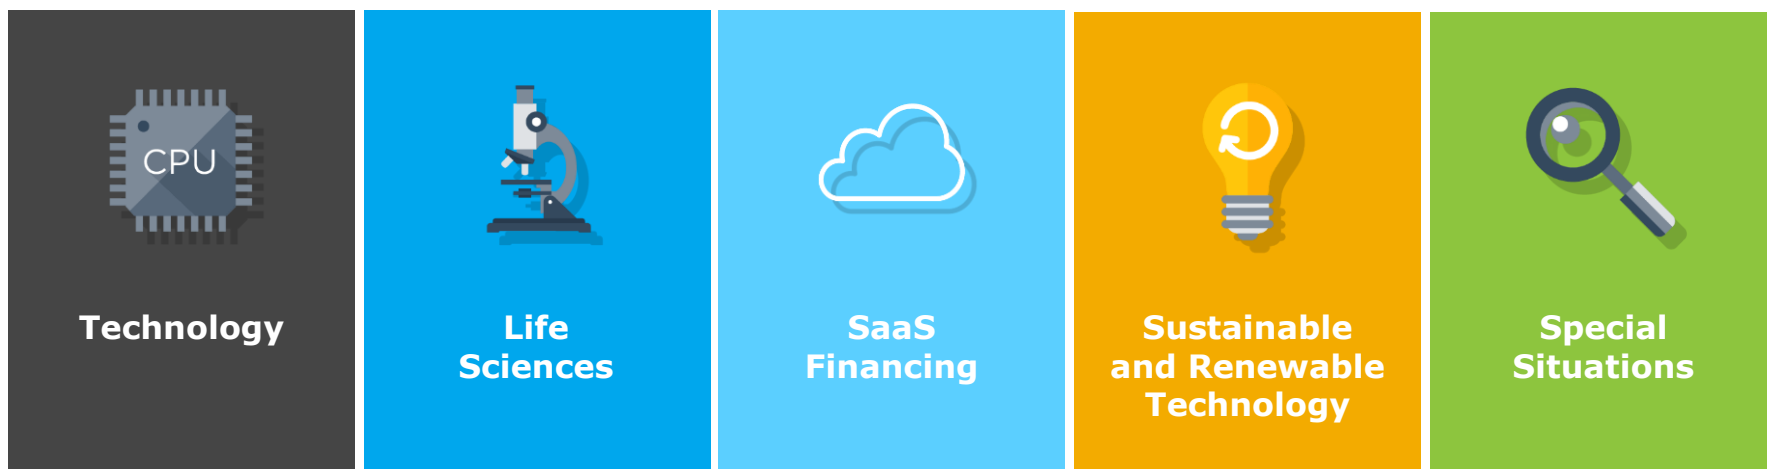 CPU
Technology
Life
Sciences
SaaS
Financing
Sustainable
and Renewable
Technology
Special
Situations